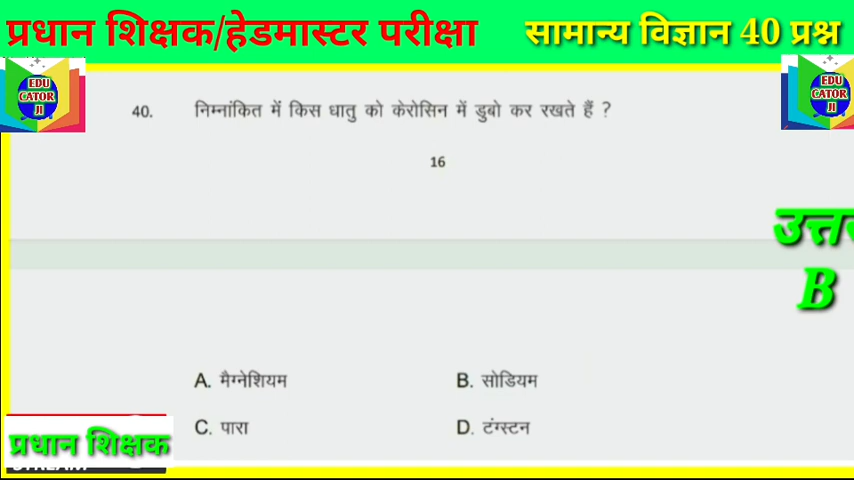 प्रधान शिक्षक/हेडमास्टर परीक्षा सामान्य विज्ञान 40 प्रश्न
EDU
CATOR
JI
EDU
CATOR
JI
40. निम्नांकित में किस धातु को केरोसिन में डुबो कर रखते हैं ?
16
B
A. मैग्नेशियम B. सोडियम
C. पारा D. टंग्स्टन
प्रधान शिक्षक